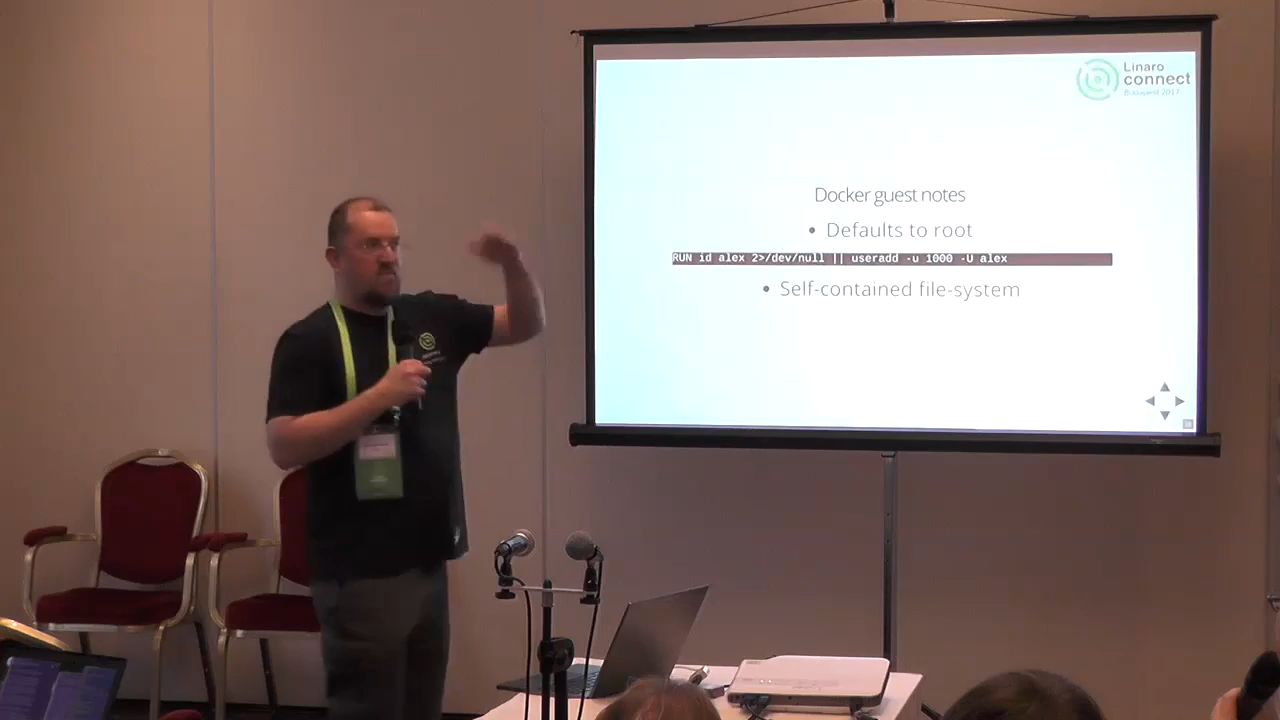 Linaro
connect
Budapest 2017
Docker guest notes
• Defaults to root
RUN id alex 2>/dev/null || useradd -u 1000 -U alex
• Self-contained file-system